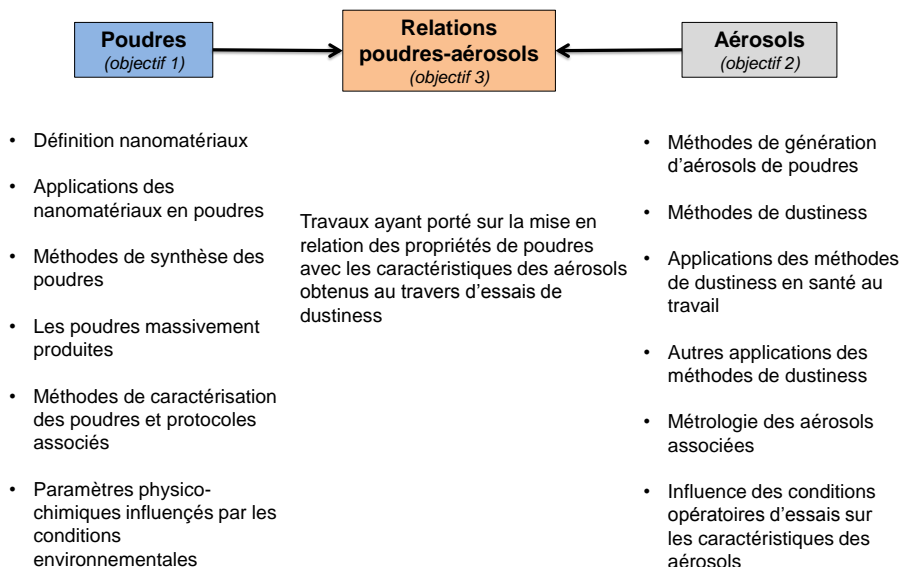 Poudres
(objectif 1)
Relations
poudres-aérosols
(objectif 3)
Aérosols
(objectif 2)
• Définition nanomatériaux
• Applications des
nanomatériaux en poudres
• Méthodes de synthèse des
poudres
• Les poudres massivement
produites
• Méthodes de caractérisation
des poudres et protocoles
associés
• Paramètres physico-
chimiques influençés par les
conditions
environnementales
Travaux ayant porté sur la mise en
relation des propriétés de poudres
avec les caractéristiques des aérosols
obtenus au travers d'essais de
dustiness
• Méthodes de génération
d'aérosols de poudres
• Méthodes de dustiness
• Applications des méthodes
de dustiness en santé au
travail
• Autres applications des
méthodes de dustiness
• Métrologie des aérosols
associées
• Influence des conditions
opératoires d'essais sur
les caractéristiques des
aérosols